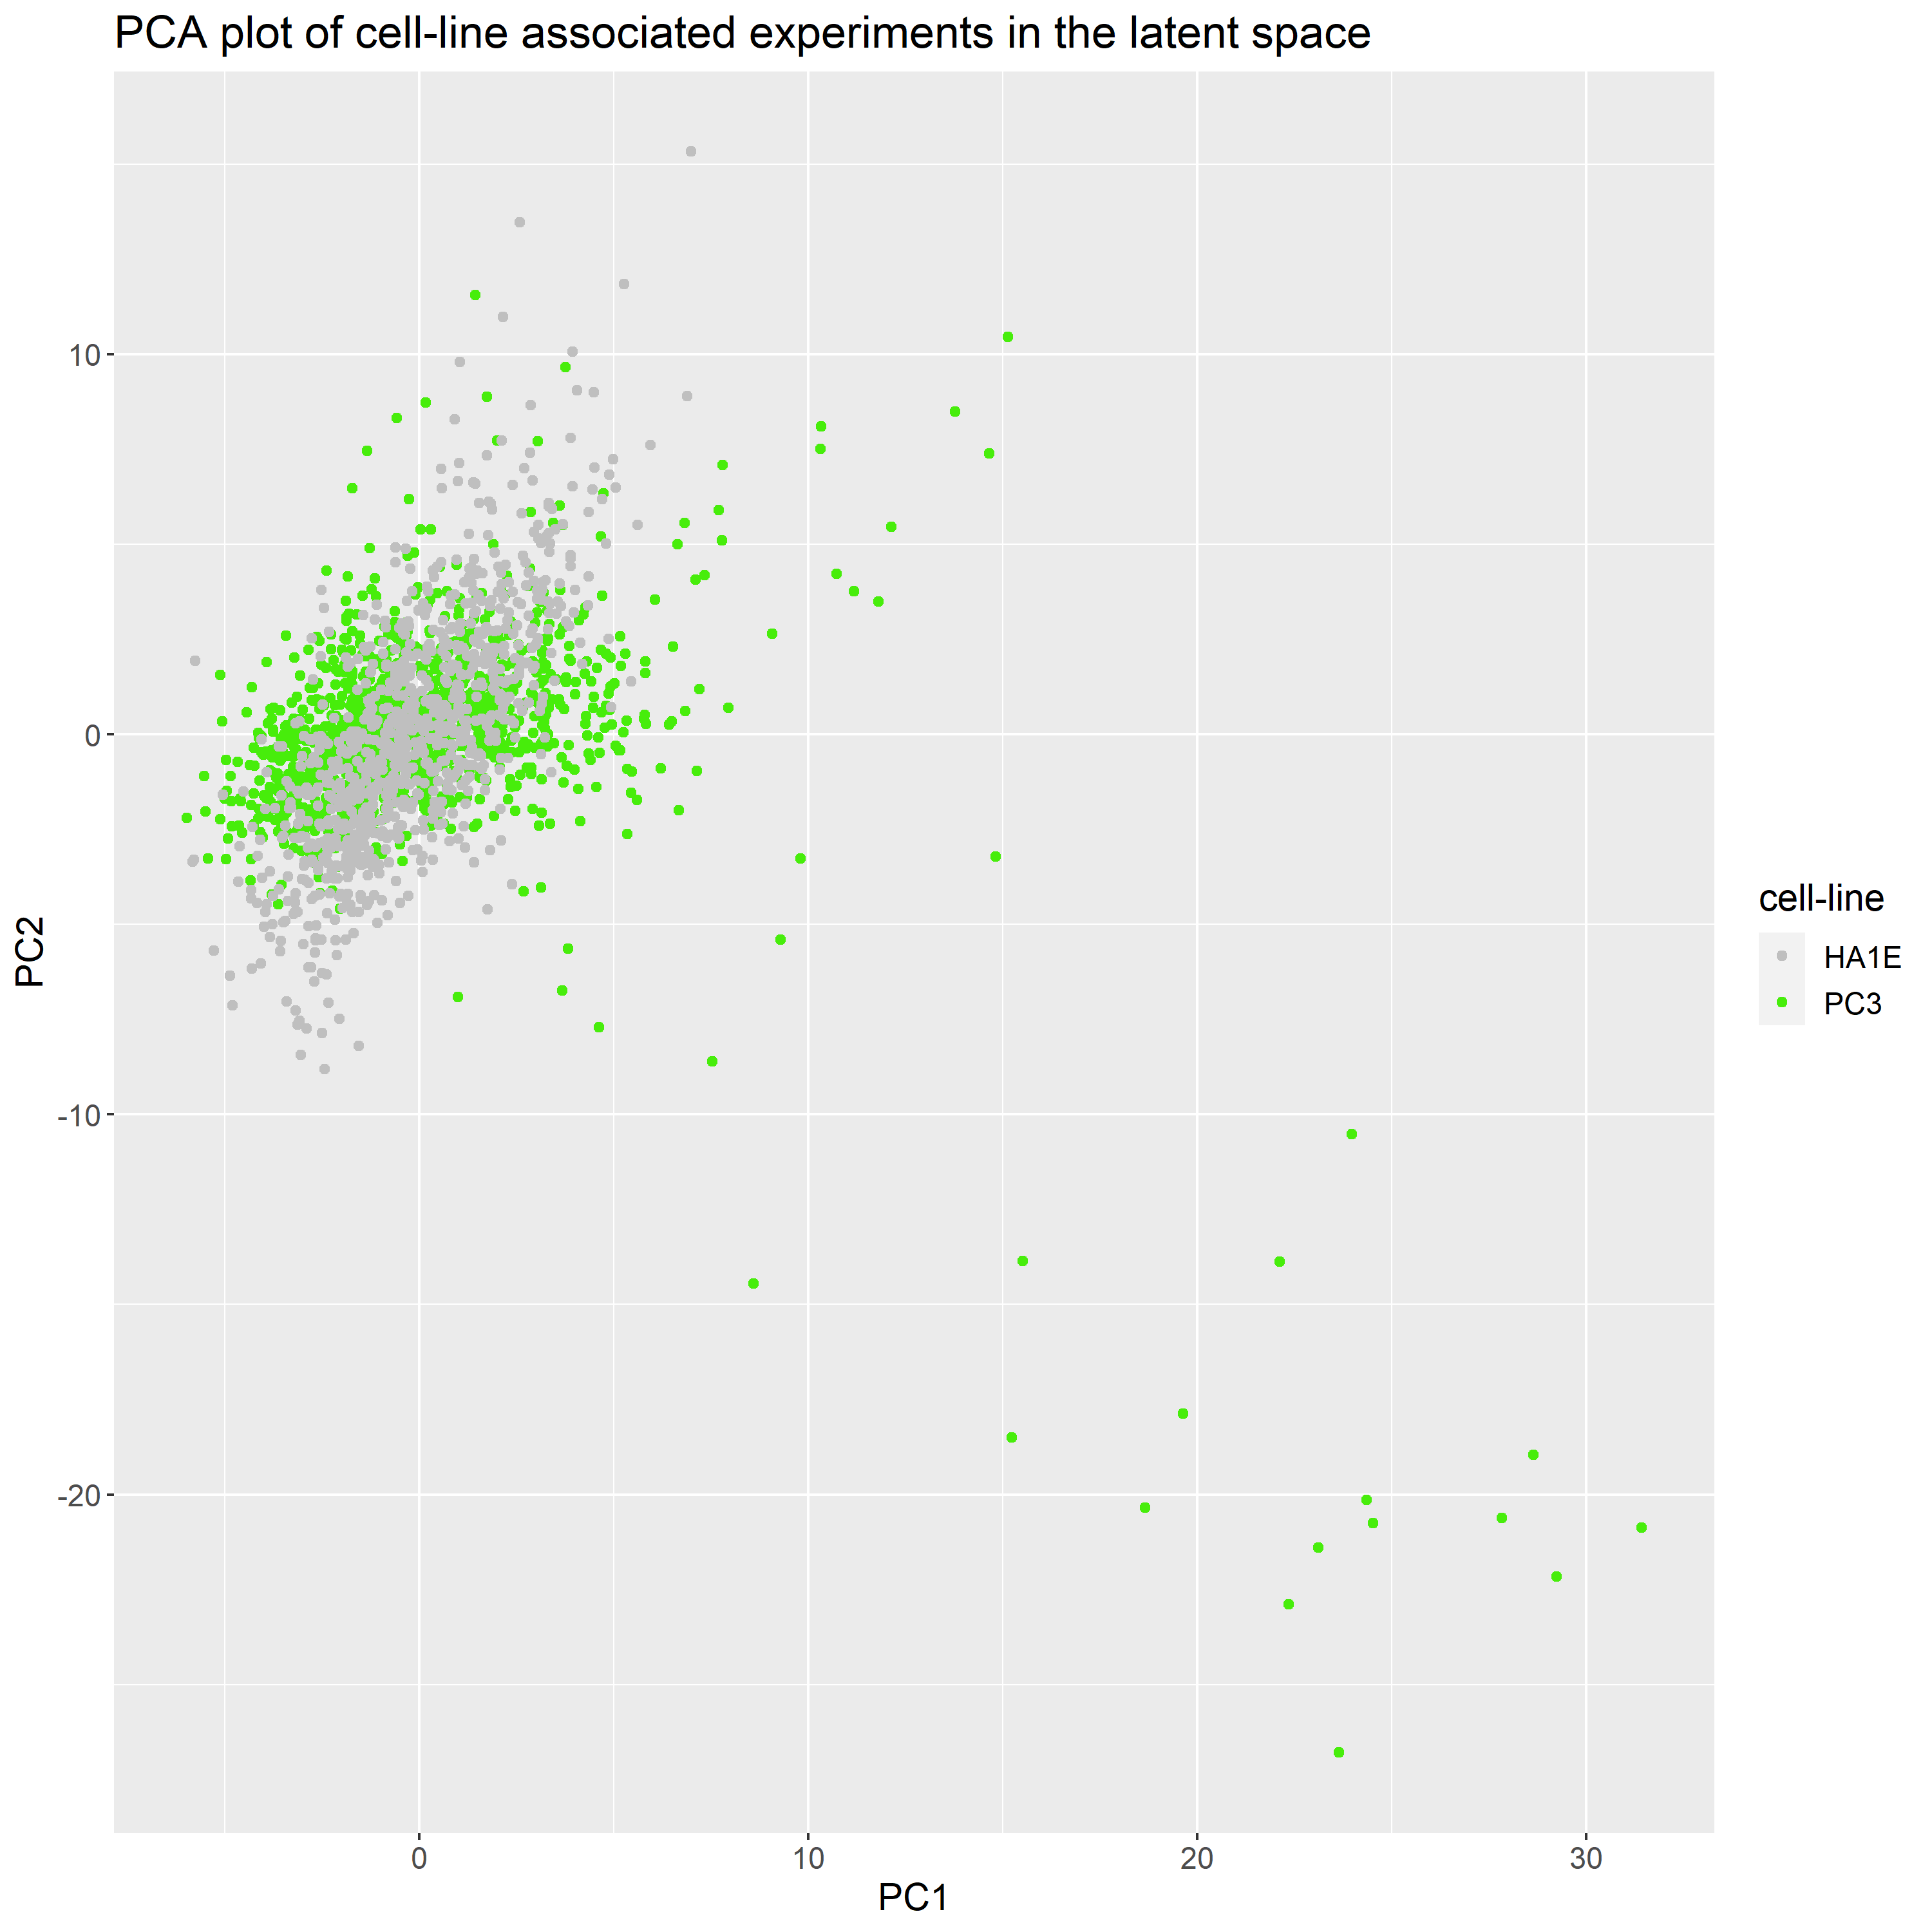 PCA plot of cell-line associated experiments in the latent space
10
0
-10
-20
PC2
0
10
20
30
PC1
cell-line
HA1E
PC3